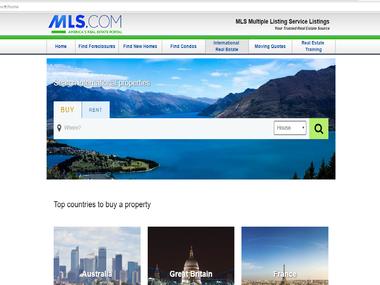 MLS.COM
AMERICA'S REAL ESTATE PORTAL
MLS Multiple Listing Service Listings
Your Trusted Real Estate Source
Home
Find Foreclosures
Find New Homes
Find Condos
International Real Estate
Moving Quotes
Real Estate Training
Search international properties
BUY
RENT
Where?
House
Top countries to buy a property
Australia
Great Britain
France